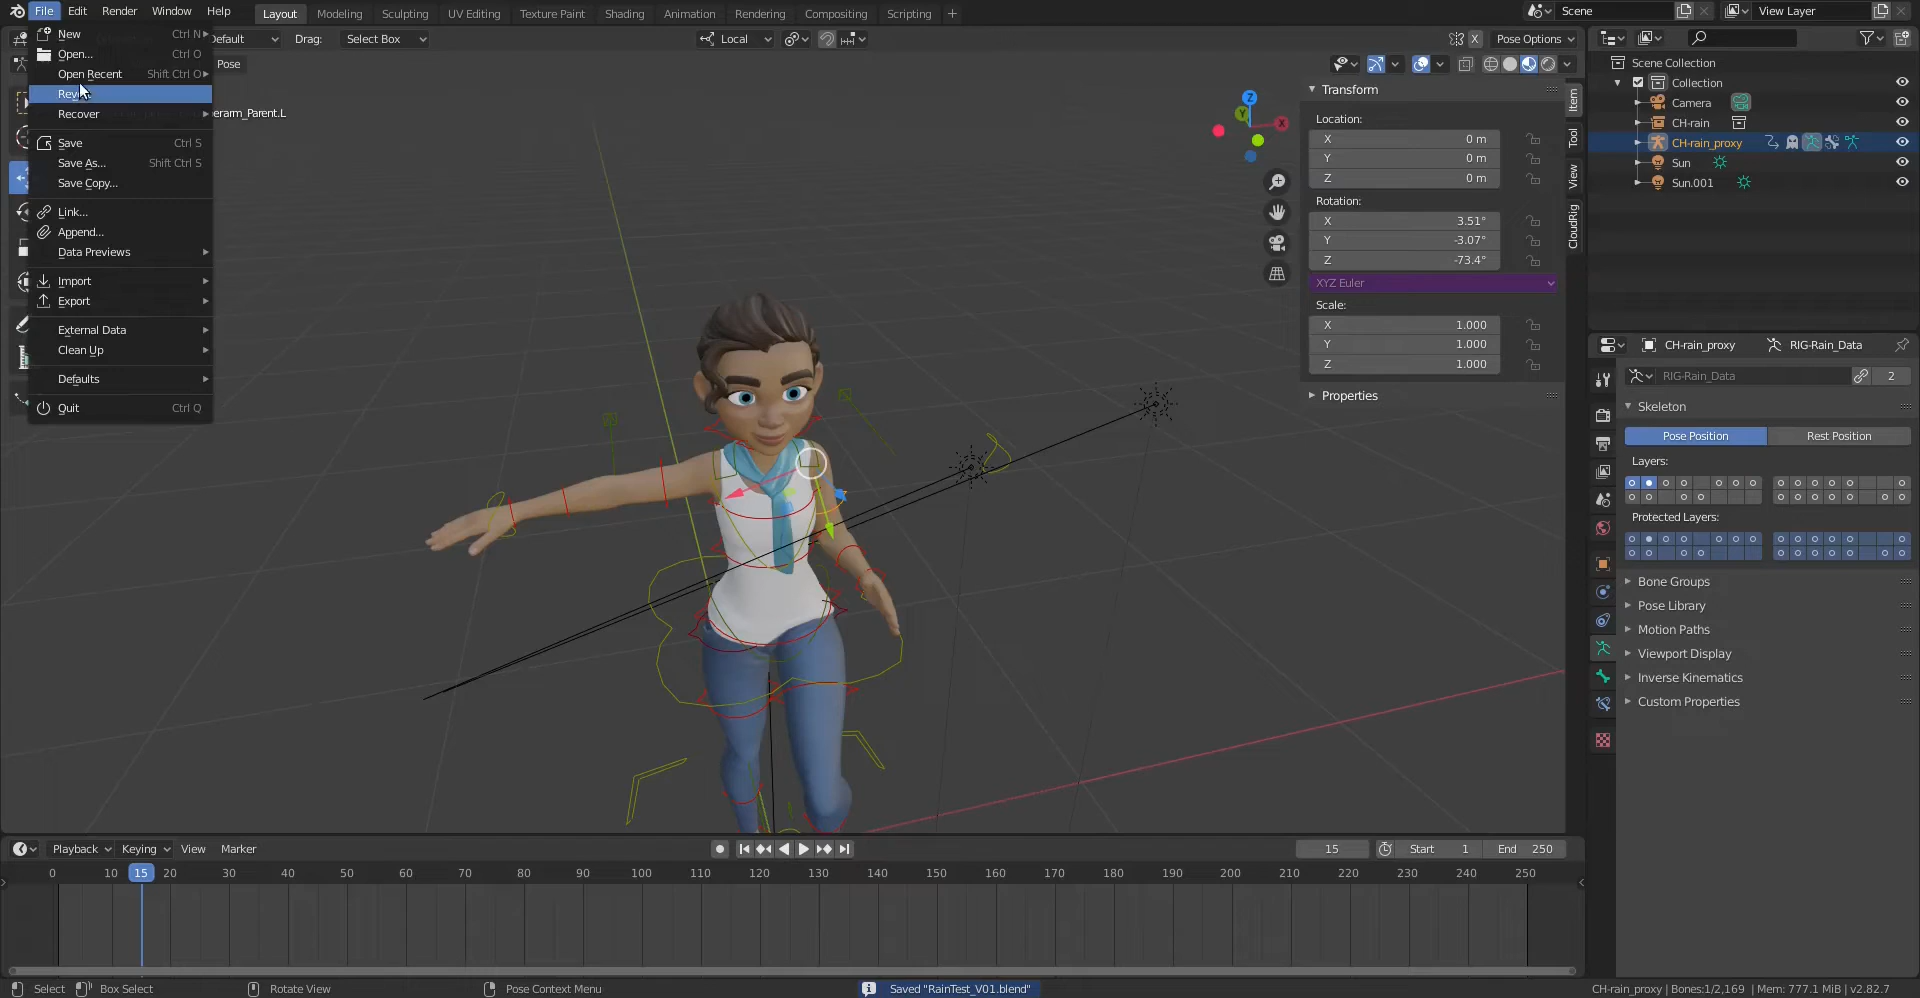 File Edit Render Window Help
Layout Modeling Sculpting UV Editing Texture Paint Shading Animation Rendering Compositing Scripting +
Scene
View Layer
Default
Drag: Select Box
Local
X
Pose Options
New Ctrl N
Open... Ctrl O
Open Recent Shift Ctrl O
Recover
Save Ctrl S
Save As... Shift Ctrl S
Save Copy...
Link...
Append...
Data Previews
Import
Export
External Data
Clean Up
Defaults
Quit Ctrl Q
Pose
erarm_Parent.L
Z
Y
X
Transform
Location:
X 0 m
Y 0 m
Z 0 m
Rotation:
X 3.51°
Y -3.07°
Z -73.4°
XYZ Euler
Scale:
X 1.000
Y 1.000
Z 1.000
Properties
Item
Tool
View
CloudRig
Scene Collection
Collection
Camera
CH-rain
CH-rain_proxy
Sun
Sun.001
CH-rain_proxy RIG-Rain_Data
RIG-Rain_Data 2
Skeleton
Pose Position Rest Position
Layers:
Protected Layers:
Bone Groups
Pose Library
Motion Paths
Viewport Display
Inverse Kinematics
Custom Properties
Playback Keying View Marker
15 Start 1 End 250
0 10 15 20 30 40 50 60 70 80 90 100 110 120 130 140 150 160 170 180 190 200 210 220 230 240 250
Select Box Select Rotate View Pose Context Menu
Saved "RainTest_V01.blend"
CH-rain_proxy | Bones:1/2,169 | Mem: 777.1 MiB | v2.82.7